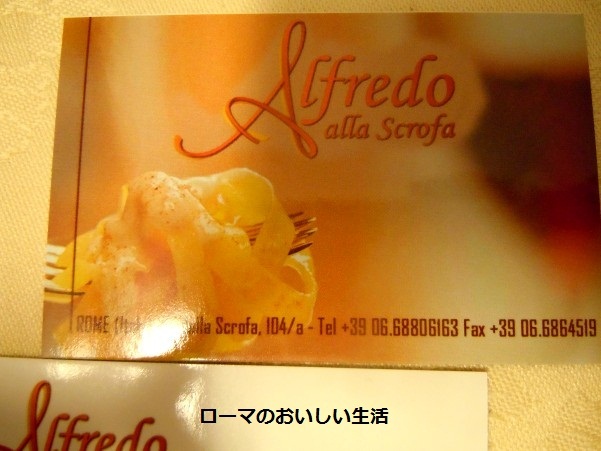 Alfredo
alla Scrofa
ROME Scrofa, 104/a - Tel +39 06.68806163 Fax +39 06.6864519
ローマのおいしい生活
Alfredo